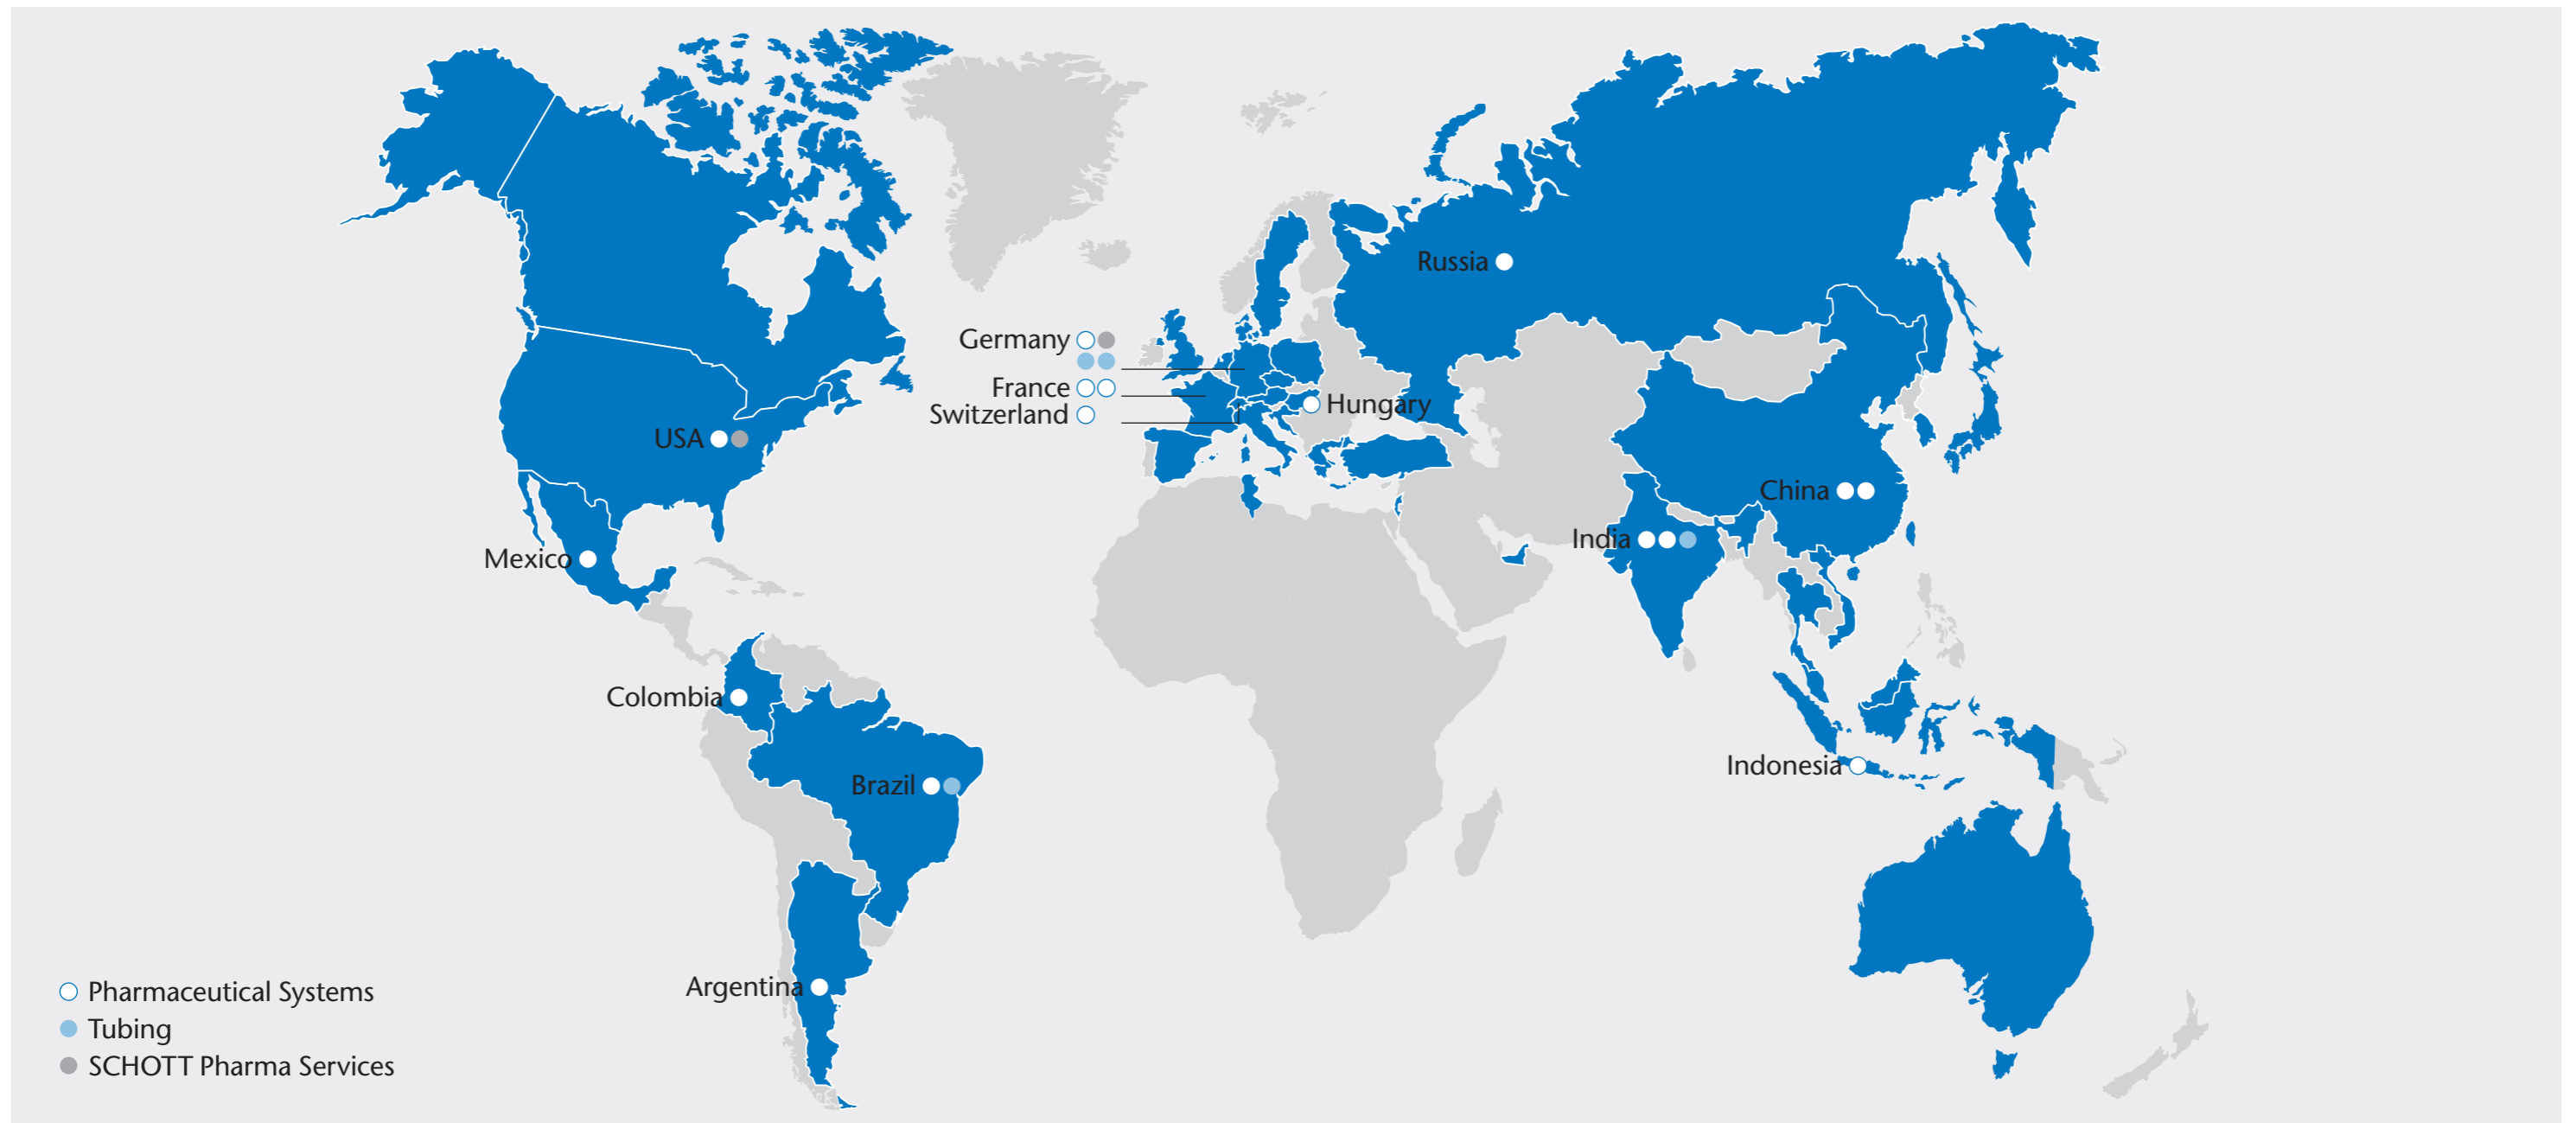 Russia
Germany
France
Switzerland
Hungary
USA
China
India
Mexico
Colombia
Indonesia
Brazil
Argentina
Pharmaceutical Systems
Tubing
SCHOTT Pharma Services